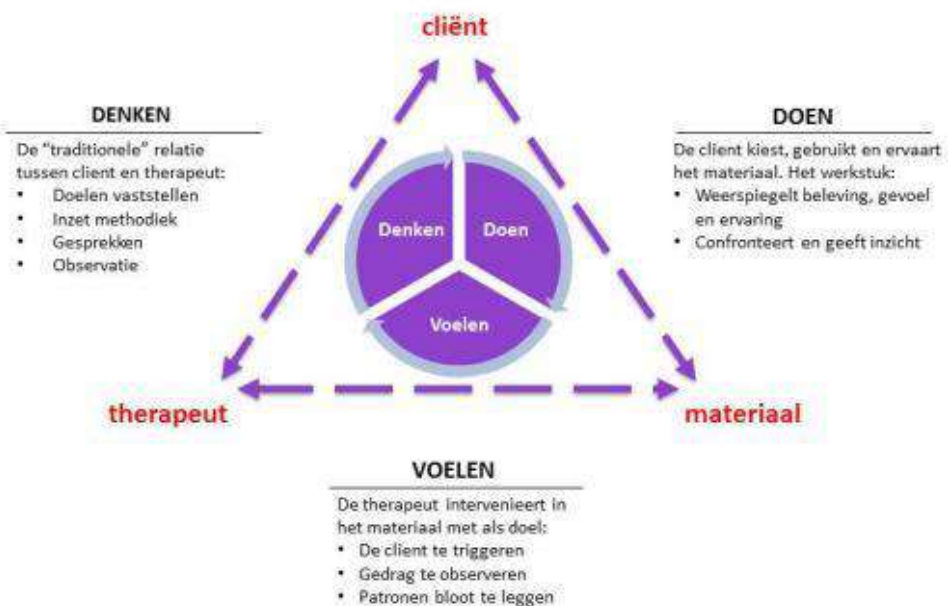 cliënt
DENKEN
De “traditionele” relatie
tussen client en therapeut:
• Doelen vaststellen
• Inzet methodiek
• Gesprekken
• Observatie
DOEN
De client kiest, gebruikt en ervaart
het materiaal. Het werkstuk:
• Weerspiegelt beleving, gevoel
en ervaring
• Confronteert en geeft inzicht
Denken
Doen
Voelen
therapeut
materiaal
VOELEN
De therapeut intervenieert in
het materiaal met als doel:
• De client te triggeren
• Gedrag te observeren
• Patronen bloot te leggen